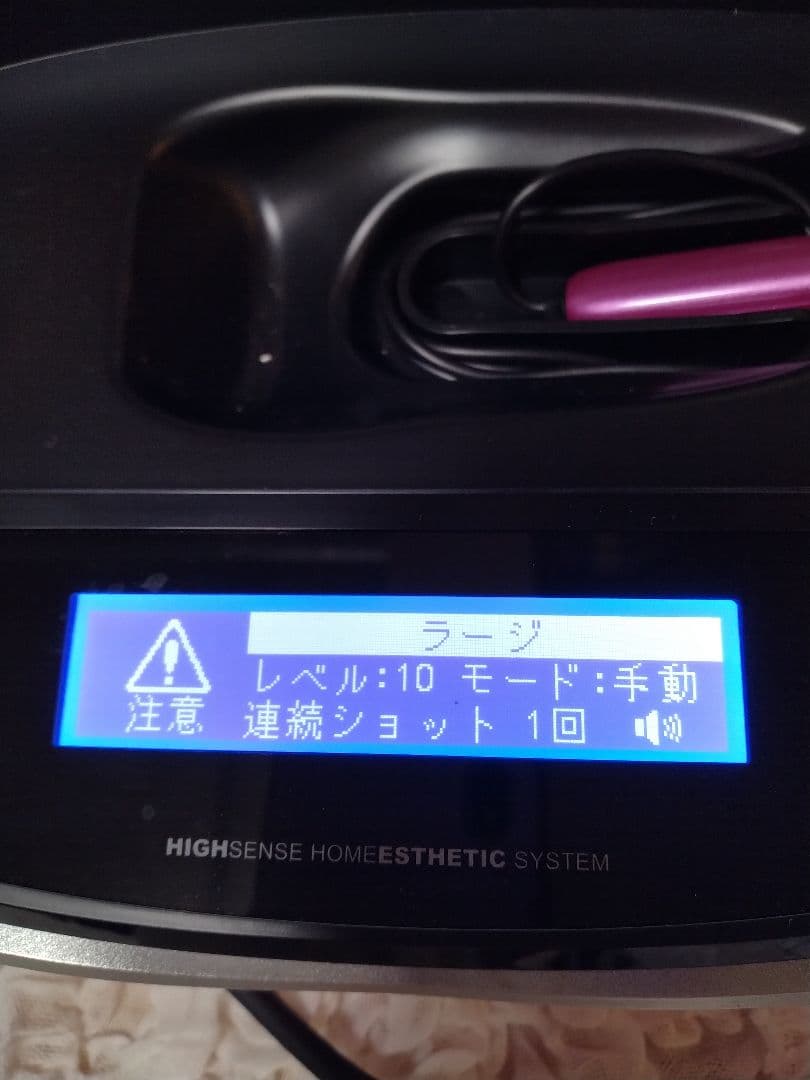 ラージ
レベル:10 モード:手動
注意 連続ショット 1回
HIGHSENSE HOMEESTHETIC SYSTEM